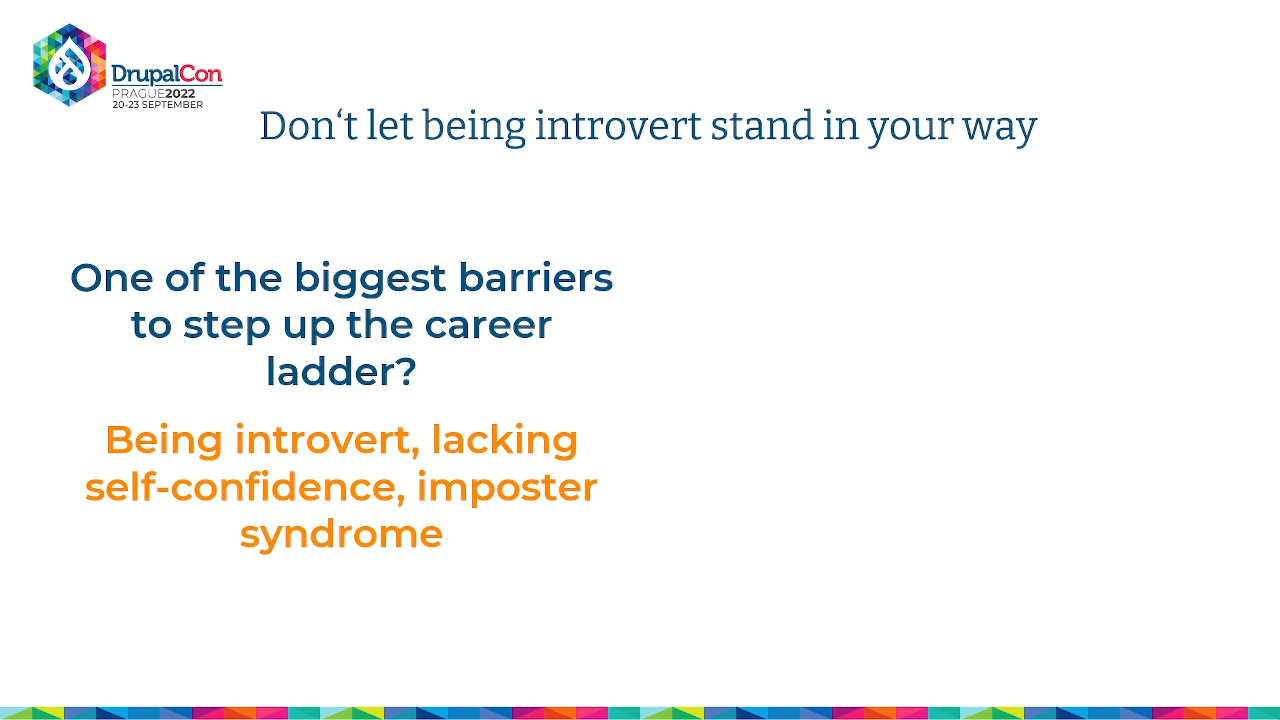 DrupalCon
PRAGUE2022
20-23 SEPTEMBER
Don‘t let being introvert stand in your way
One of the biggest barriers
to step up the career
ladder?
Being introvert, lacking
self-confidence, imposter
syndrome